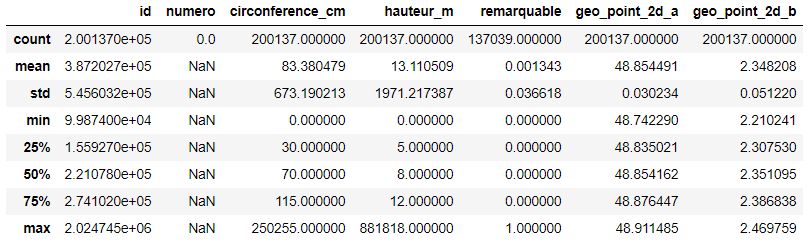 id numero circonference_cm hauteur_m remarquable geo_point_2d_a geo_point_2d_b
count 2.001370e+05 0.0 200137.000000 200137.000000 137039.000000 200137.000000 200137.000000
mean 3.872027e+05 NaN 83.380479 13.110509 0.001343 48.854491 2.348208
std 5.456032e+05 NaN 673.190213 1971.217387 0.036618 0.030234 0.051220
min 9.987400e+04 NaN 0.000000 0.000000 0.000000 48.742290 2.210241
25% 1.559270e+05 NaN 30.000000 5.000000 0.000000 48.835021 2.307530
50% 2.210780e+05 NaN 70.000000 8.000000 0.000000 48.854162 2.351095
75% 2.741020e+05 NaN 115.000000 12.000000 0.000000 48.876447 2.386838
max 2.024745e+06 NaN 250255.000000 881818.000000 1.000000 48.911485 2.469759